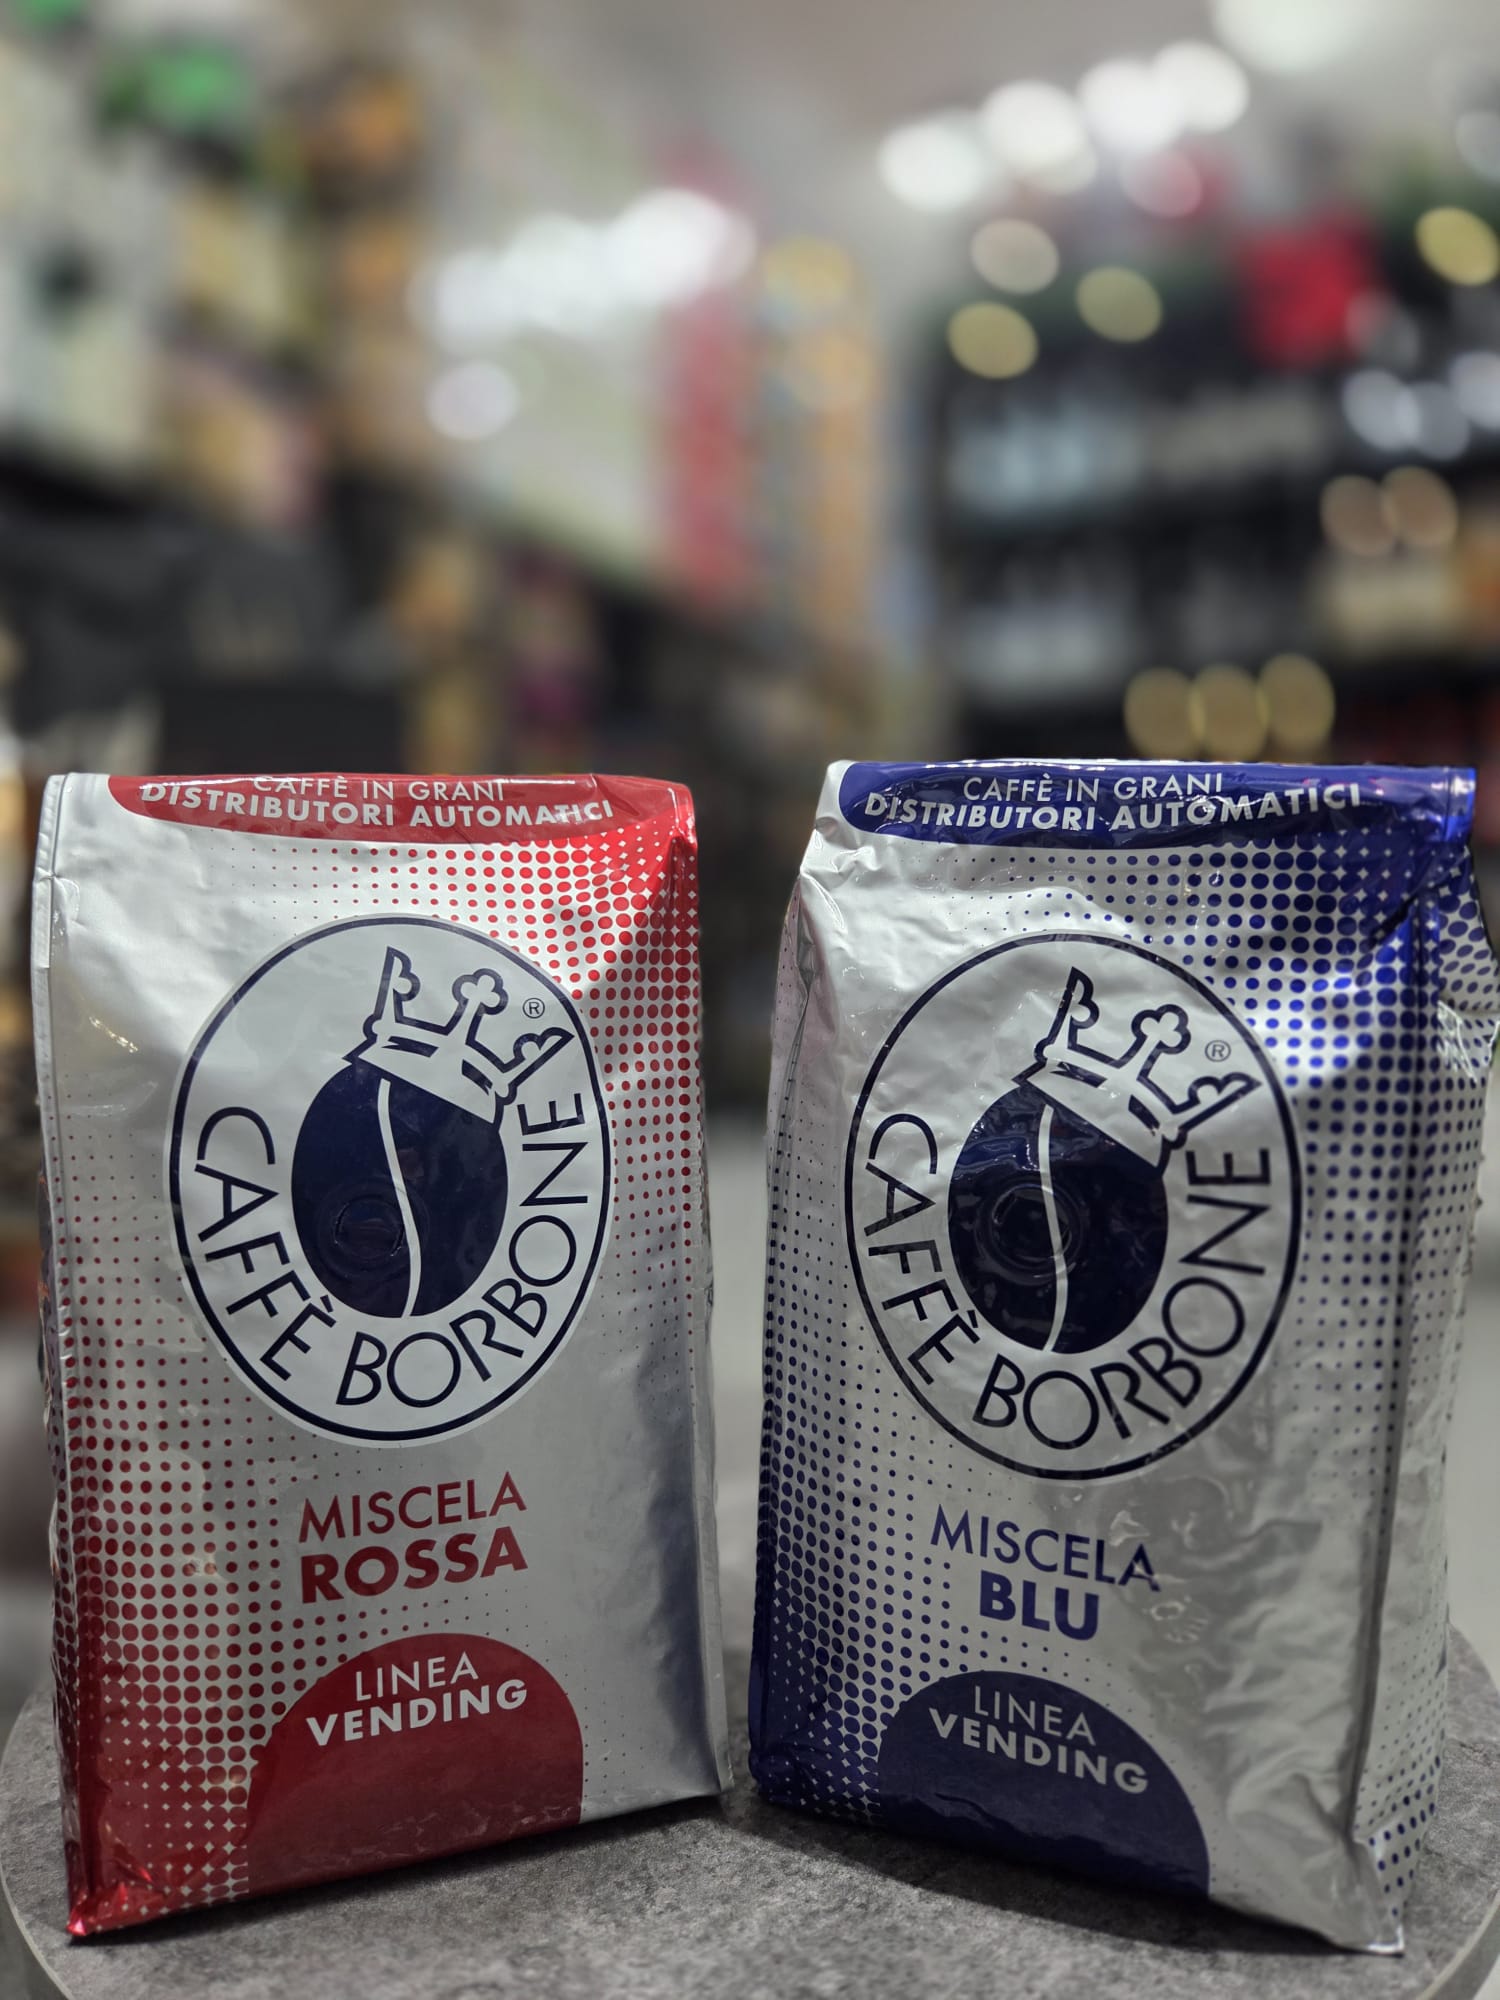 CAFFÈ IN GRANI
DISTRIBUTORI AUTOMATICI
CAFFÈ BORBONE
®
MISCELA
ROSSA
LINEA
VENDING
CAFFÈ IN GRANI
DISTRIBUTORI AUTOMATICI
CAFFÈ BORBONE
®
MISCELA
BLU
LINEA
VENDING